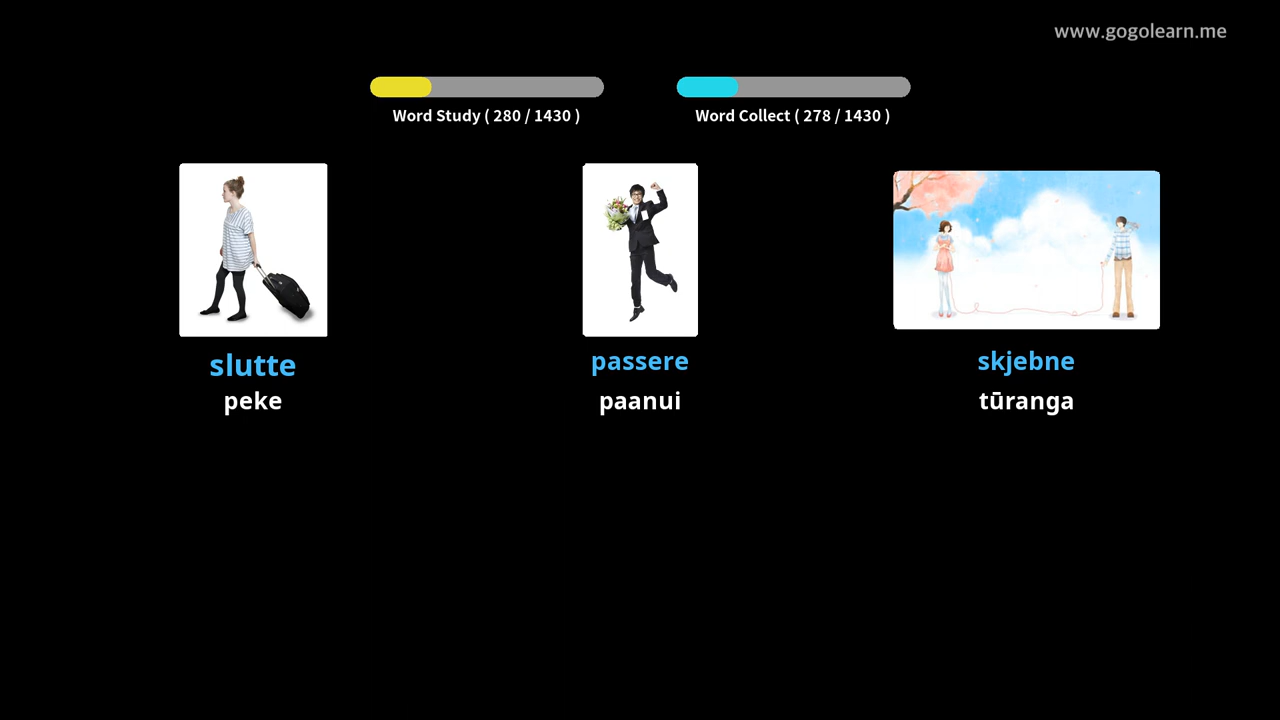 www.gogolearn.me
Word Study ( 280 / 1430 )
Word Collect ( 278 / 1430 )
slutte
peke
passere
paanui
skjebne
tūranga